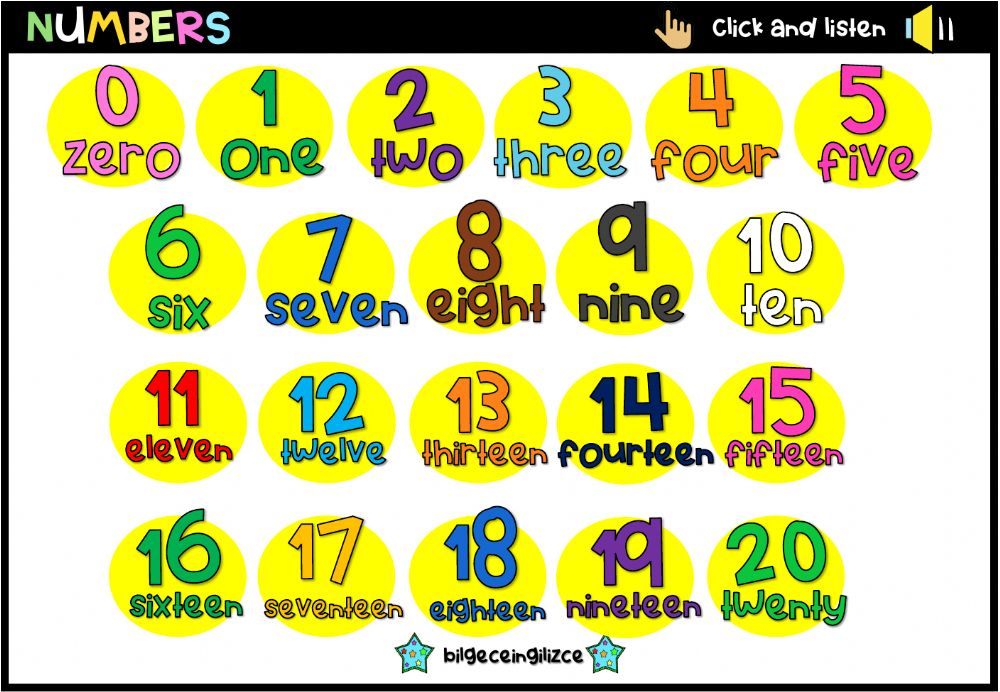 NUMBERS
Click and listen
0 1 2 3 4 5
zero one two three four five
6 7 8 9 10
six seven eight nine ten
11 12 13 14 15
eleven twelve thirteen fourteen fifteen
16 17 18 19 20
sixteen seventeen eighteen nineteen twenty
bilgeceingilizce